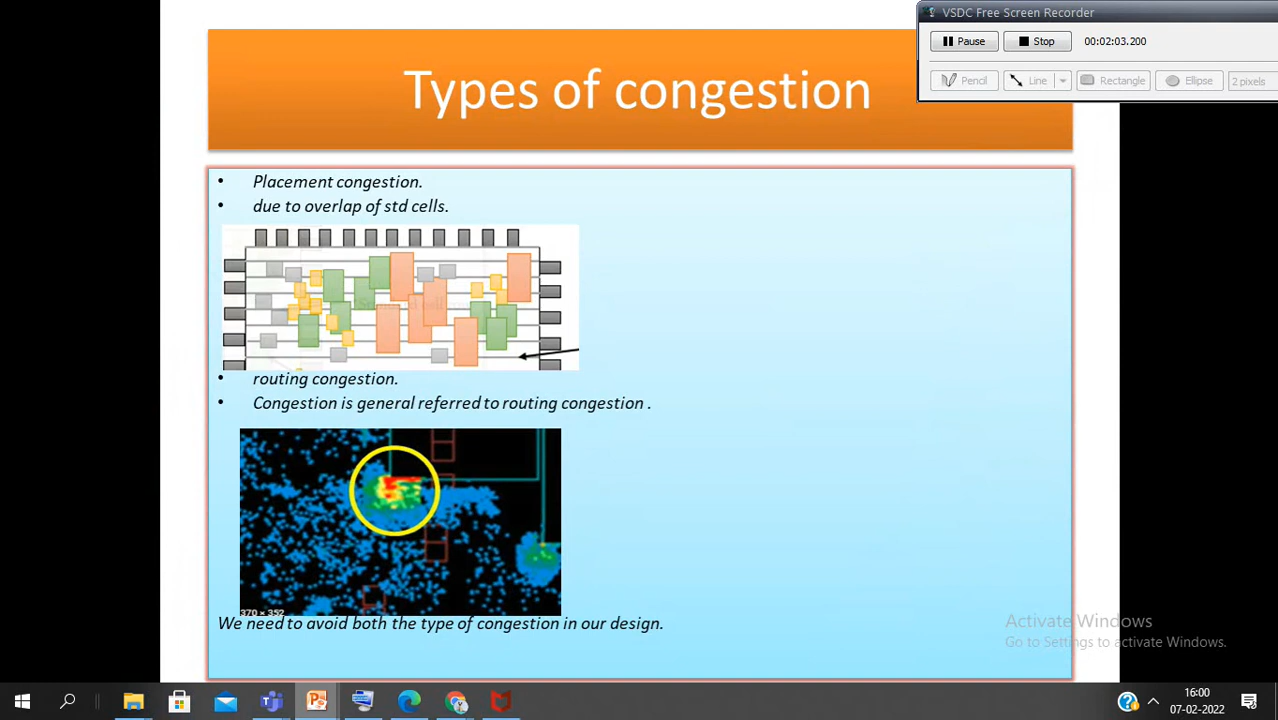 VSDC Free Screen Recorder
Pause Stop 00:02:03.200
Pencil Line Rectangle Ellipse 2 pixels
Types of congestion
• Placement congestion.
• due to overlap of std cells.
• routing congestion.
• Congestion is general referred to routing congestion .
370 × 352
We need to avoid both the type of congestion in our design.
Activate Windows
Go to Settings to activate Windows.
16:00
07-02-2022